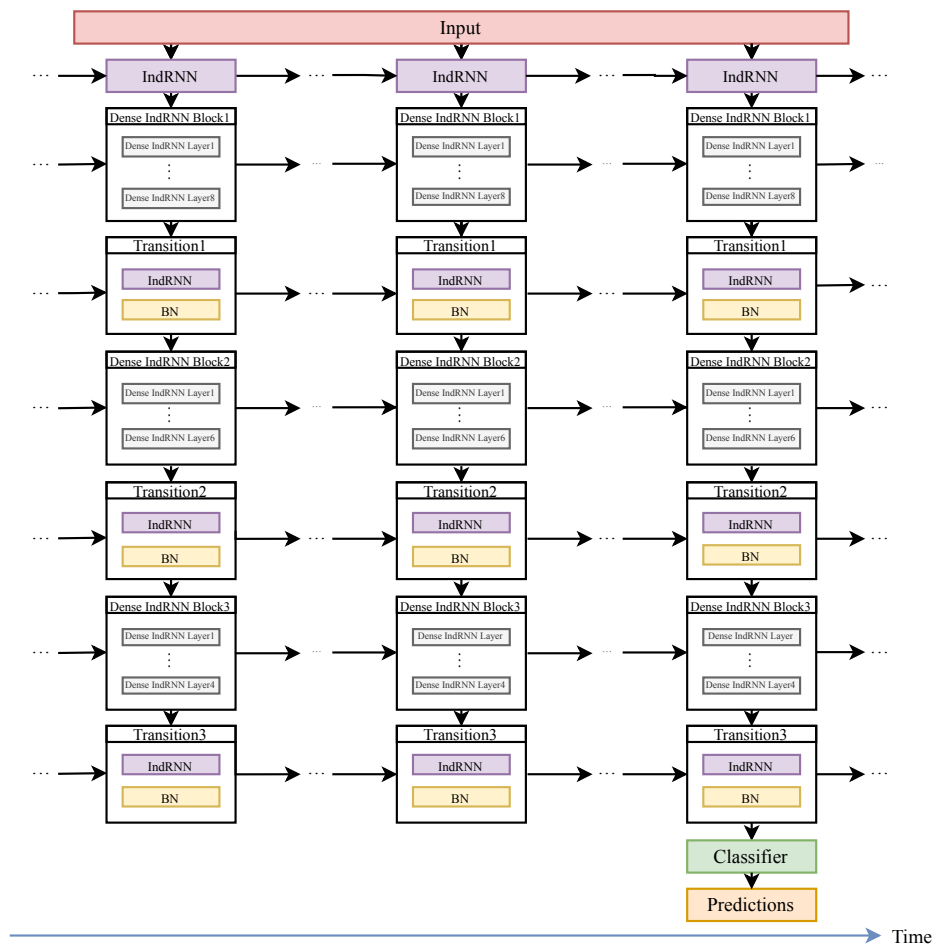 Input
... IndRNN ... IndRNN ... IndRNN ...
Dense IndRNN Block1 Dense IndRNN Block1 Dense IndRNN Block1
Dense IndRNN Layer1 Dense IndRNN Layer1 Dense IndRNN Layer1
... ... ... ...
Dense IndRNN Layer8 Dense IndRNN Layer8 Dense IndRNN Layer8
Transition1 Transition1 Transition1
IndRNN IndRNN IndRNN
... ... ... ...
BN BN BN
Dense IndRNN Block2 Dense IndRNN Block2 Dense IndRNN Block2
Dense IndRNN Layer1 Dense IndRNN Layer1 Dense IndRNN Layer1
... ... ... ...
Dense IndRNN Layer6 Dense IndRNN Layer6 Dense IndRNN Layer6
Transition2 Transition2 Transition2
IndRNN IndRNN IndRNN
... ... ... ...
BN BN BN
Dense IndRNN Block3 Dense IndRNN Block3 Dense IndRNN Block3
Dense IndRNN Layer1 Dense IndRNN Layer Dense IndRNN Layer
... ... ... ...
Dense IndRNN Layer4 Dense IndRNN Layer4 Dense IndRNN Layer4
Transition3 Transition3 Transition3
IndRNN IndRNN IndRNN
... ... ... ...
BN BN BN
Classifier
Predictions
Time